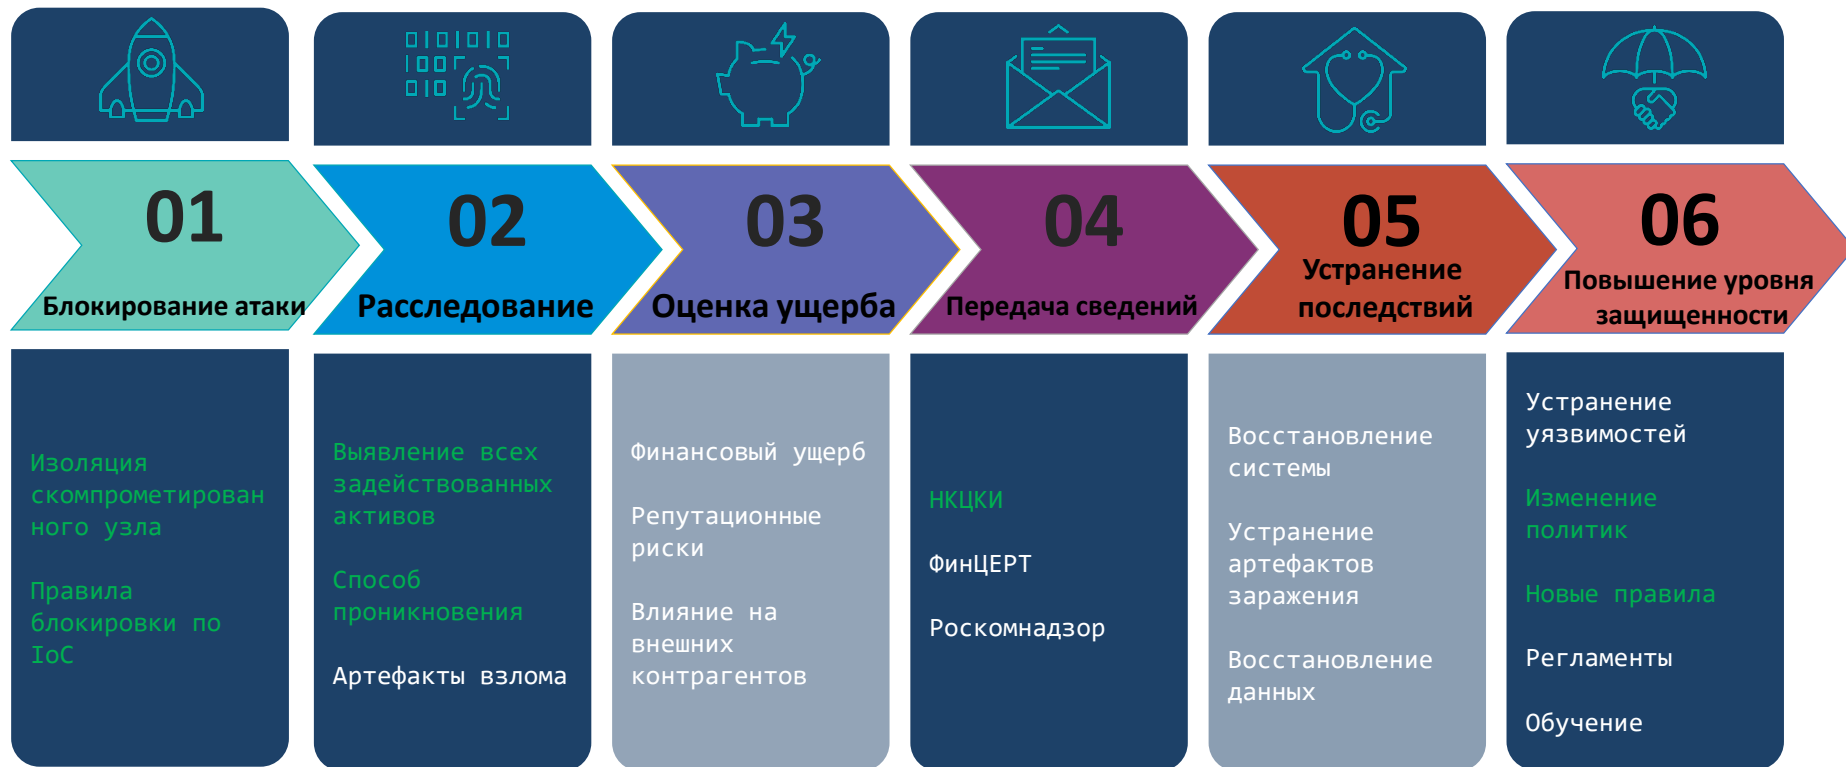 01
Блокирование атаки
02
Расследование
03
Оценка ущерба
04
Передача сведений
05
Устранение
последствий
06
Повышение уровня
защищенности
Изоляция
скомпрометирован
ного узла
Правила
блокировки по
IoC
Выявление всех
задействованных
активов
Способ
проникновения
Артефакты взлома
Финансовый ущерб
Репутационные
риски
Влияние на
внешних
контрагентов
НКЦКИ
ФинЦЕРТ
Роскомнадзор
Восстановление
системы
Устранение
артефактов
заражения
Восстановление
данных
Устранение
уязвимостей
Изменение
политик
Новые правила
Регламенты
Обучение